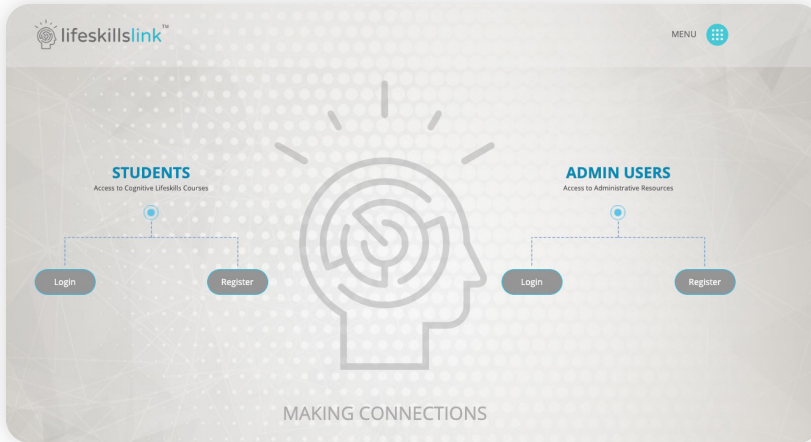 lifeskillslink™
MENU
STUDENTS
Access to Cognitive Lifeskills Courses
Login
Register
ADMIN USERS
Access to Administrative Resources
Login
Register
MAKING CONNECTIONS